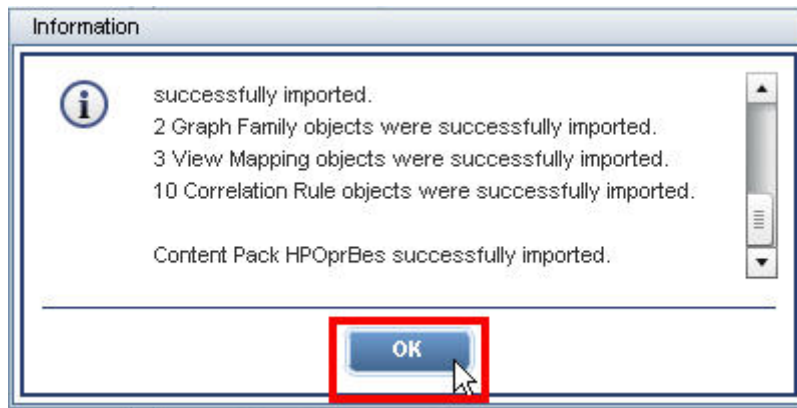 Information
successfully imported.
2 Graph Family objects were successfully imported.
3 View Mapping objects were successfully imported.
10 Correlation Rule objects were successfully imported.
Content Pack HPOprBes successfully imported.
OK